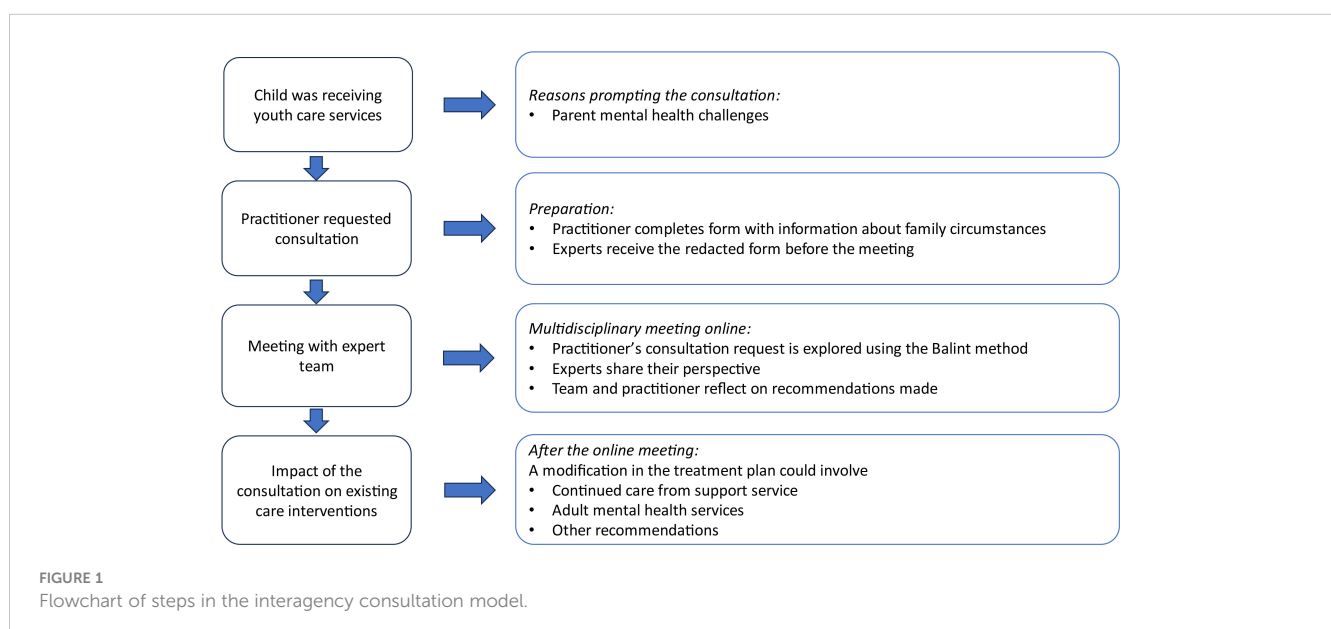 Child was receiving
youth care services
Reasons prompting the consultation:
• Parent mental health challenges
Practitioner requested
consultation
Preparation:
• Practitioner completes form with information about family circumstances
• Experts receive the redacted form before the meeting
Meeting with expert
team
Multidisciplinary meeting online:
• Practitioner’s consultation request is explored using the Balint method
• Experts share their perspective
• Team and practitioner reflect on recommendations made
Impact of the
consultation on existing
care interventions
After the online meeting:
A modification in the treatment plan could involve
• Continued care from support service
• Adult mental health services
• Other recommendations
FIGURE 1
Flowchart of steps in the interagency consultation model.